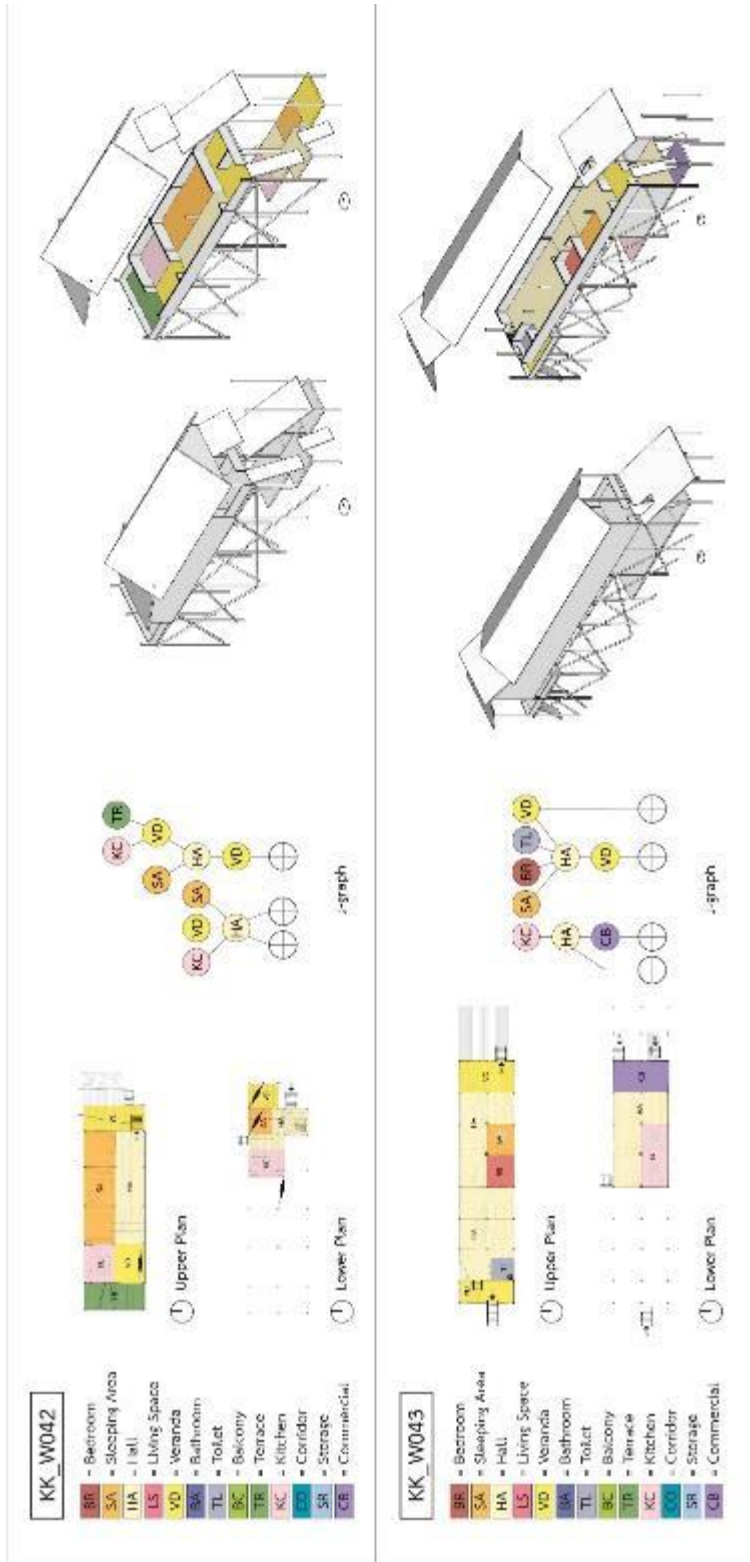 KK_W042
BR = Bedroom
SA = Sleeping Area
HA = Hall
LS = Living Space
VD = Veranda
BA = Bathroom
TL = Toilet
BC = Balcony
TR = Terrace
KC = Kitchen
CO = Corridor
SR = Storage
CB = Commercial
Upper Plan
Lower Plan
TR
KC
VD
SA
HA
SA
VD
KC
VD
HA
J-graph
KK_W043
BR = Bedroom
SA = Sleeping Area
HA = Hall
LS = Living Space
VD = Veranda
BA = Bathroom
TL = Toilet
BC = Balcony
TR = Terrace
KC = Kitchen
CO = Corridor
SR = Storage
CB = Commercial
Upper Plan
Lower Plan
KC
SA
BR
TL
VD
HA
HA
CB
VD
J-graph